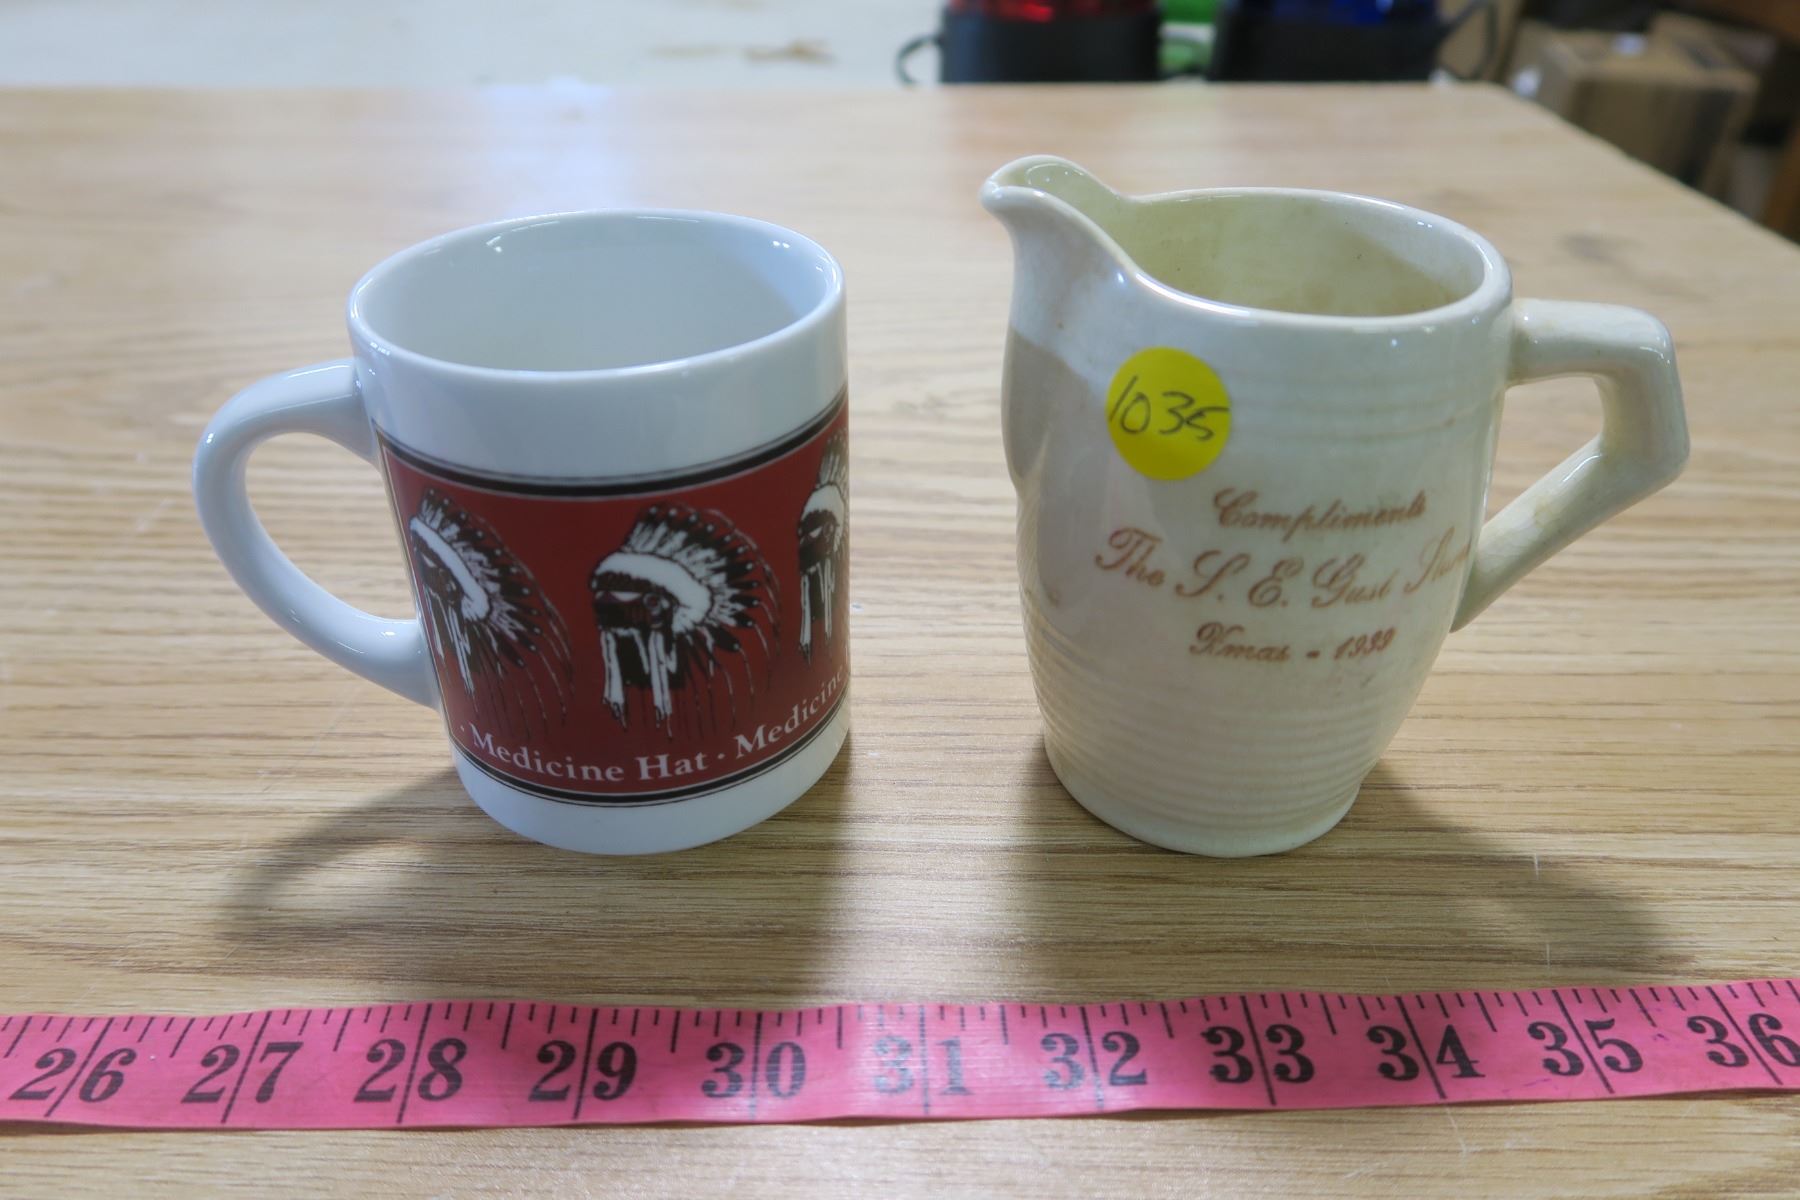 · Medicine Hat · Medicine
1035
Compliments
The S. E. Gust
Xmas - 1939
26 27 28 29 30 31 32 33 34 35 36